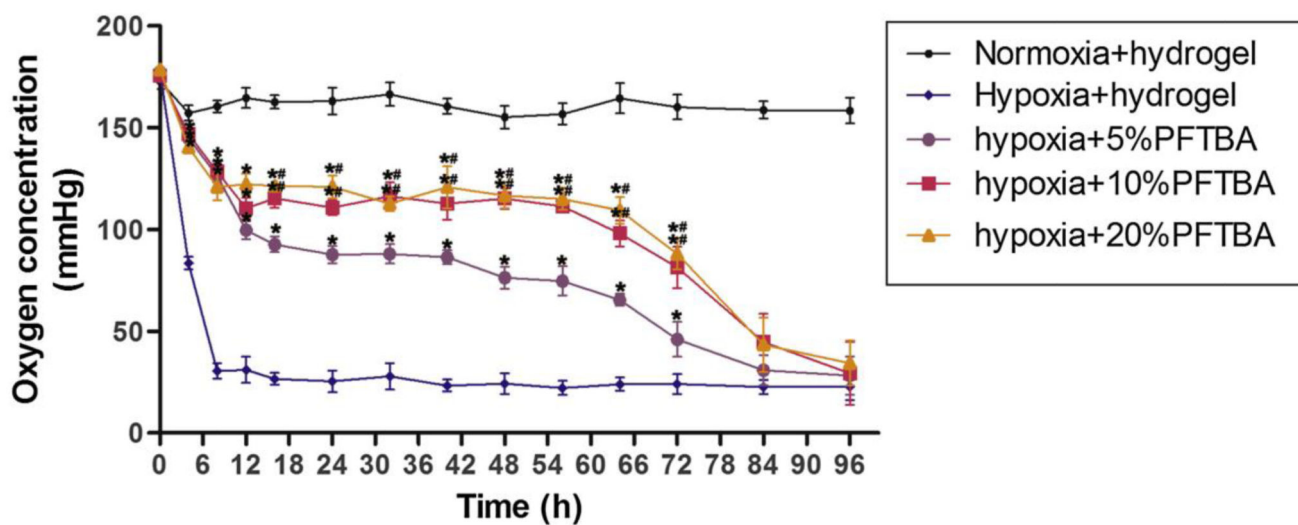 Oxygen concentration
(mmHg)
200
150
100
50
0
0 6 12 18 24 30 36 42 48 54 60 66 72 78 84 90 96
Time (h)
*
*
*
*
*
*
*
*
*
*# *# *# *# *# *# *# *#
*# *# *# *# *# *# *# *#
* * * * * * * *
Normoxia+hydrogel
Hypoxia+hydrogel
hypoxia+5%PFTBA
hypoxia+10%PFTBA
hypoxia+20%PFTBA